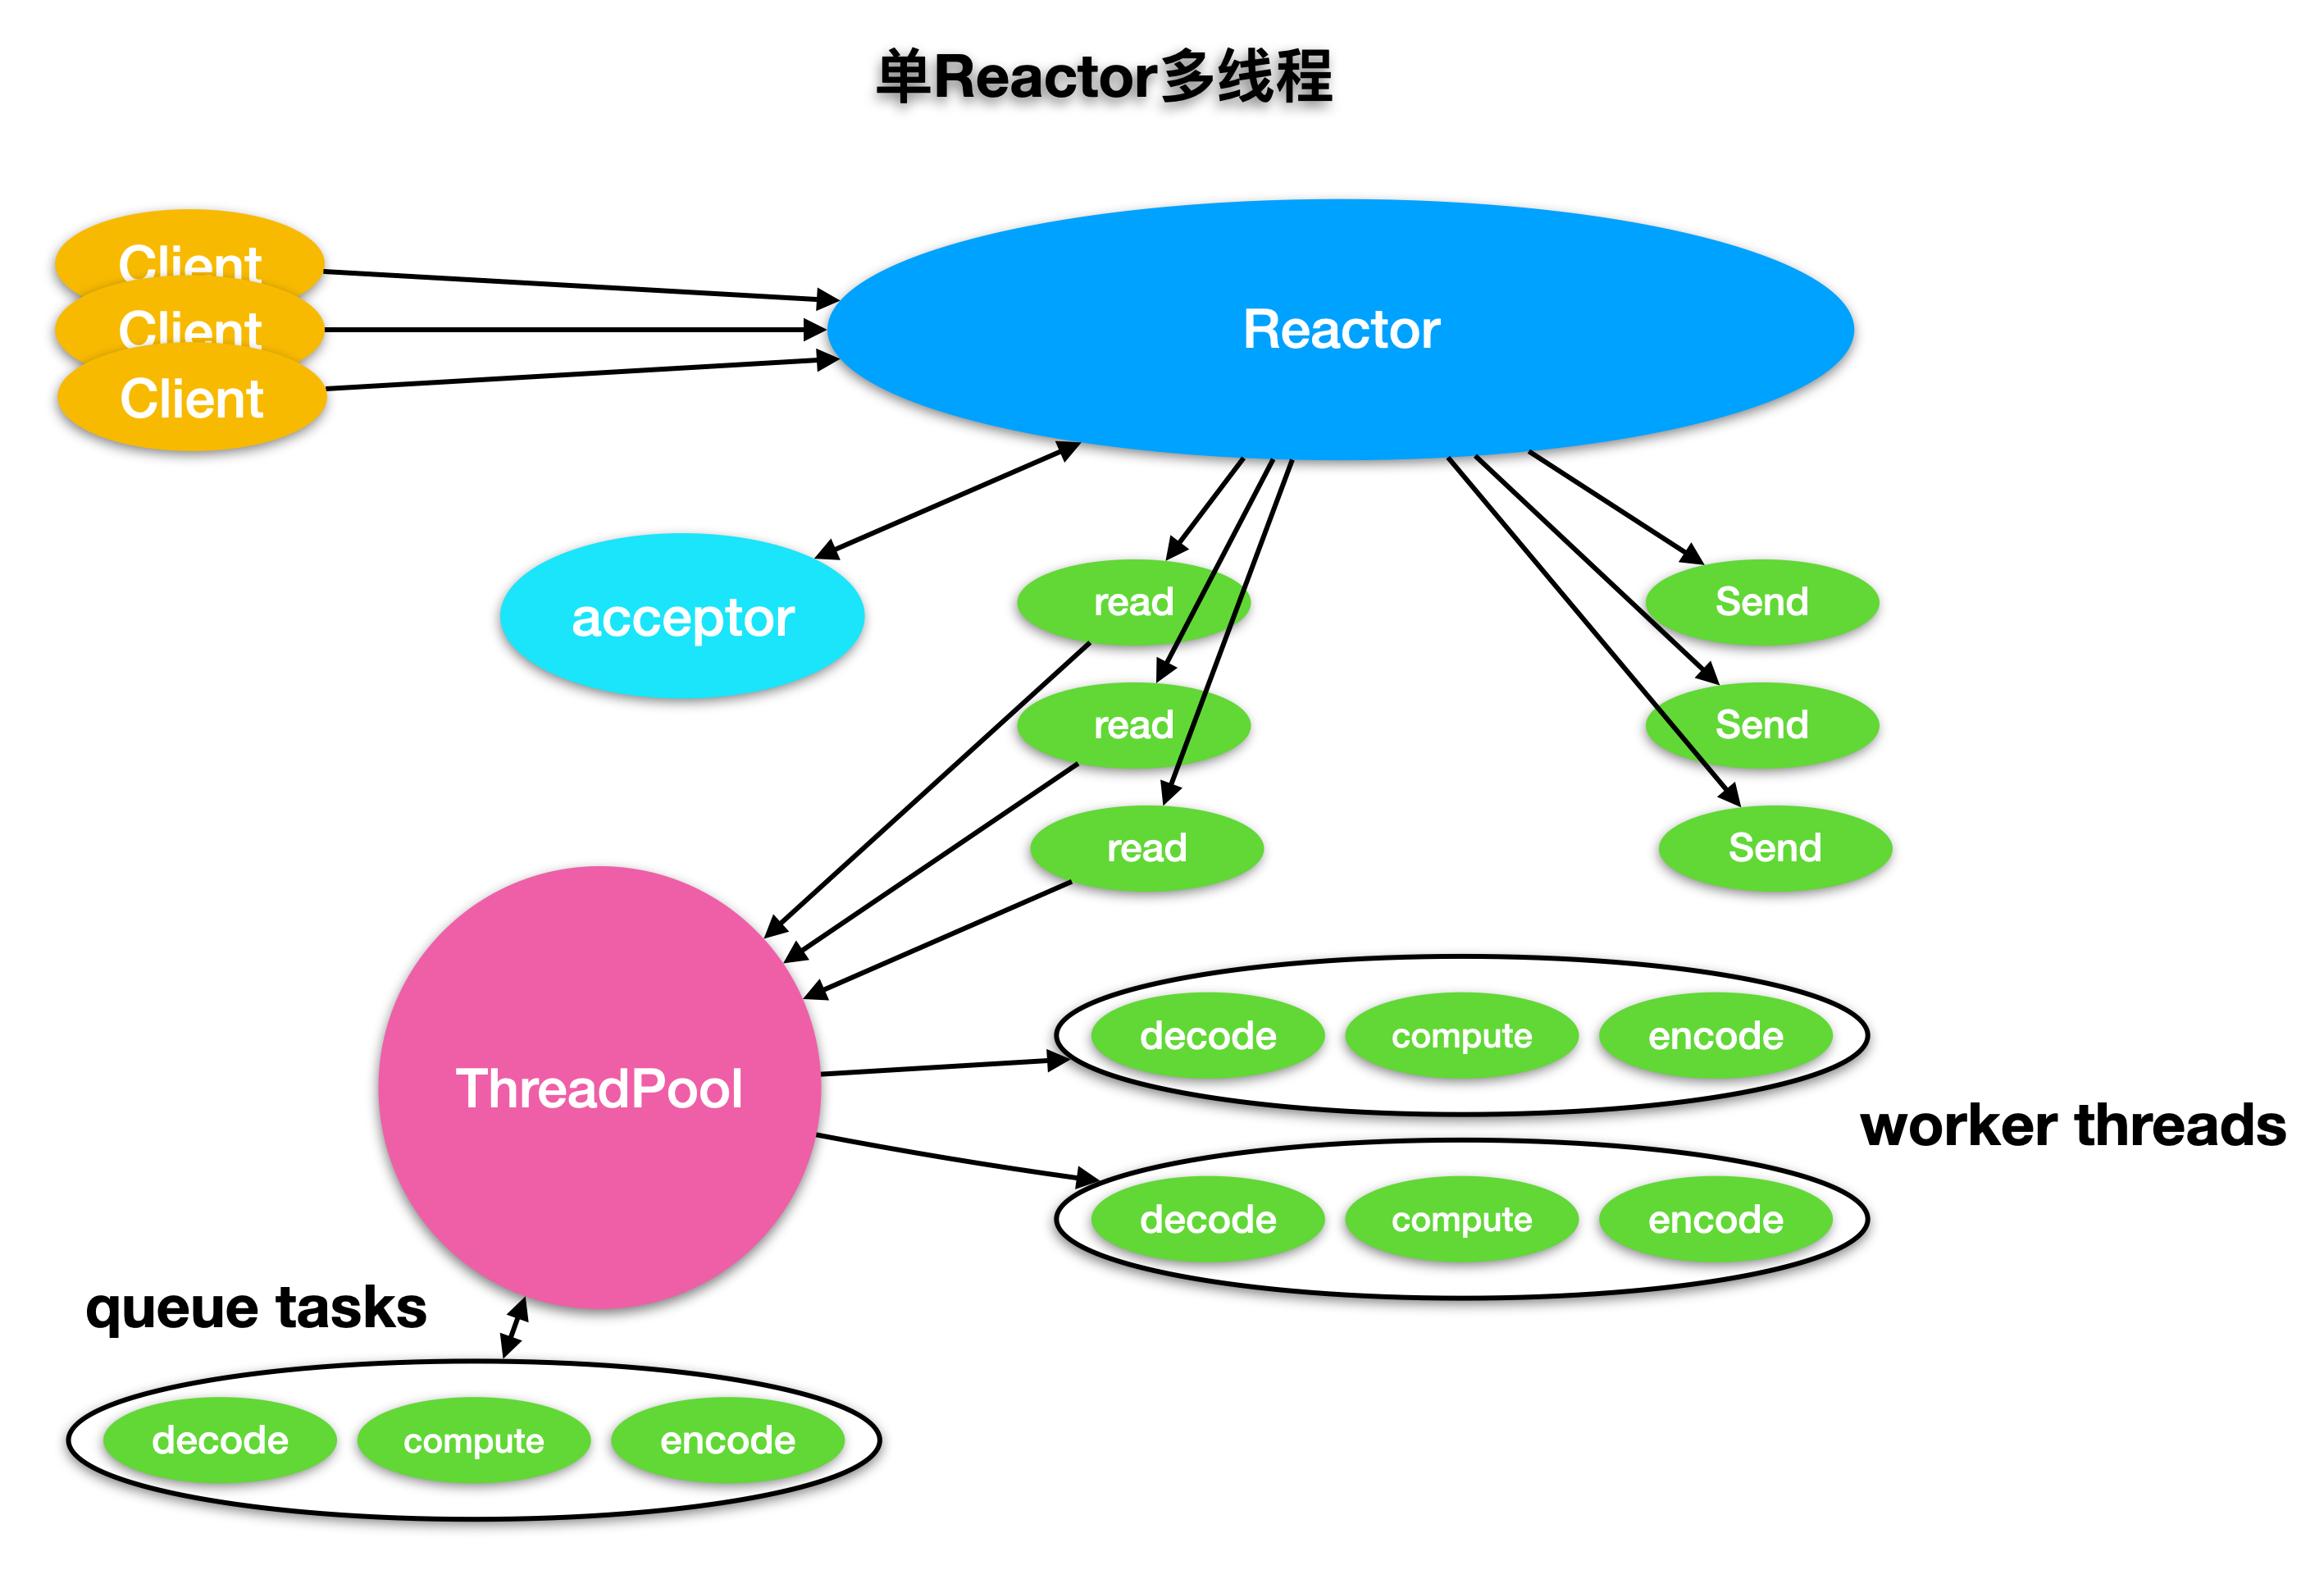 单Reactor多线程
Client
Client
Client
Reactor
acceptor
read
Send
read
Send
read
Send
ThreadPool
decode
compute
encode
worker threads
decode
compute
encode
queue tasks
decode
compute
encode